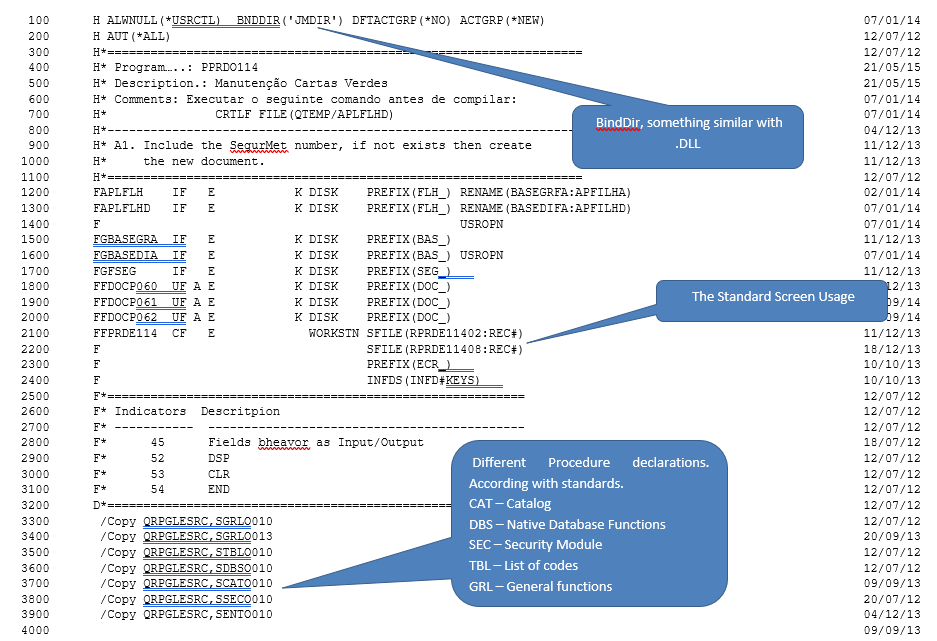 100 H ALWNULL(*USRCTL) BNDDIR('JMDIR') DFTACTGRP(*NO) ACTGRP(*NEW) 07/01/14
200 H AUT(*ALL) 12/07/12
300 H*================================================================== 12/07/12
400 H* Program...: PPRDO114 21/05/15
500 H* Description.: Manutenção Cartas Verdes 21/05/15
600 H* Comments: Executar o seguinte comando antes de compilar: 07/01/14
700 H* CRTLF FILE(QTEMP/APLFLHD) 07/01/14
800 H*------------------------------------------------------------------ 04/12/13
900 H* A1. Include the SegurMet number, if not exists then create 11/12/13
1000 H* the new document. 11/12/13
1100 H*================================================================== 12/07/12
BindDir, something similar with
.DLL
1200 FAPLFLH IF E K DISK PREFIX(FLH_) RENAME(BASEGRFA:APFILHA) 02/01/14
1300 FAPLFLHD IF E K DISK PREFIX(FLH_) RENAME(BASEDIFA:APFILHD) 07/01/14
1400 F USROPN 07/01/14
1500 FGBASEGRA IF E K DISK PREFIX(BAS_) 11/12/13
1600 FGBASEDIA IF E K DISK PREFIX(BAS_) USROPN 07/01/14
1700 FGFSEG IF E K DISK PREFIX(SEG_) 11/12/13
1800 FFDOCP060 UF A E K DISK PREFIX(DOC_) /12/13
1900 FFDOCP061 UF A E K DISK PREFIX(DOC_) /09/14
2000 FFDOCP062 UF A E K DISK PREFIX(DOC_) /09/14
The Standard Screen Usage
2100 FFPRDE114 CF E WORKSTN SFILE(RPRDE11402:REC#) 11/12/13
2200 F SFILE(RPRDE11408:REC#) 18/12/13
2300 F PREFIX(ECR_) 10/10/13
2400 F INFDS(INFD#KEYS) 10/10/13
2500 F*========================================================== 12/07/12
2600 F* Indicators Descritpion 12/07/12
2700 F* ----------- -------------------------------------------- 12/07/12
2800 F* 45 Fields bheavor as Input/Output 18/07/12
2900 F* 52 DSP 12/07/12
3000 F* 53 CLR 12/07/12
3100 F* 54 END 12/07/12
3200 D*================================================ 12/07/12
3300 /Copy QRPGLESRC,SGRLO010 12/07/12
3400 /Copy QRPGLESRC,SGRLO013 20/09/13
3500 /Copy QRPGLESRC,STBLO010 12/07/12
3600 /Copy QRPGLESRC,SDBSO010 12/07/12
3700 /Copy QRPGLESRC,SCATO010 09/09/13
3800 /Copy QRPGLESRC,SSECO010 20/07/12
3900 /Copy QRPGLESRC,SENTO010 04/12/13
4000 09/09/13
Different Procedure declarations.
According with standards.
CAT – Catalog
DBS – Native Database Functions
SEC – Security Module
TBL – List of codes
GRL – General functions